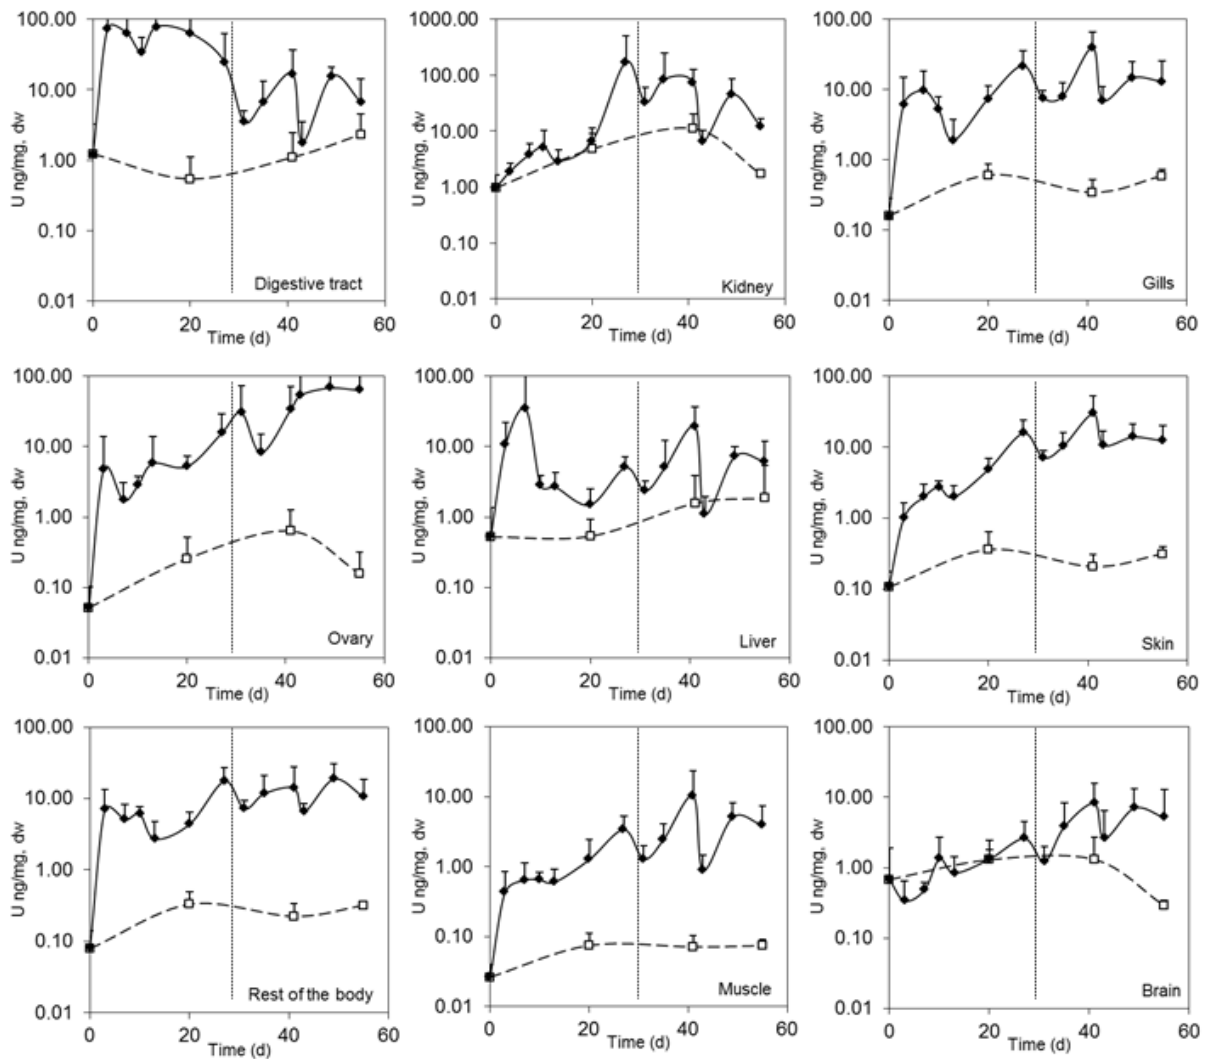 100.00
10.00
1.00
0.10
0.01
U ng/mg, dw
Digestive tract
0 20 40 60
Time (d)
1000.00
100.00
10.00
1.00
0.10
0.01
U ng/mg, dw
Kidney
0 20 40 60
Time (d)
100.00
10.00
1.00
0.10
0.01
U ng/mg, dw
Gills
0 20 40 60
Time (d)
100.00
10.00
1.00
0.10
0.01
U ng/mg, dw
Ovary
0 20 40 60
Time (d)
100.00
10.00
1.00
0.10
0.01
U ng/mg, dw
Liver
0 20 40 60
Time (d)
100.00
10.00
1.00
0.10
0.01
U ng/mg, dw
Skin
0 20 40 60
Time (d)
100.00
10.00
1.00
0.10
0.01
U ng/mg, dw
Rest of the body
0 20 40 60
Time (d)
100.00
10.00
1.00
0.10
0.01
U ng/mg, dw
Muscle
0 20 40 60
Time (d)
100.00
10.00
1.00
0.10
0.01
U ng/mg, dw
Brain
0 20 40 60
Time (d)